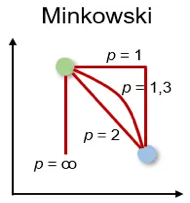 Minkowski
p = 1
p = 1,3
p = 2
p = ∞